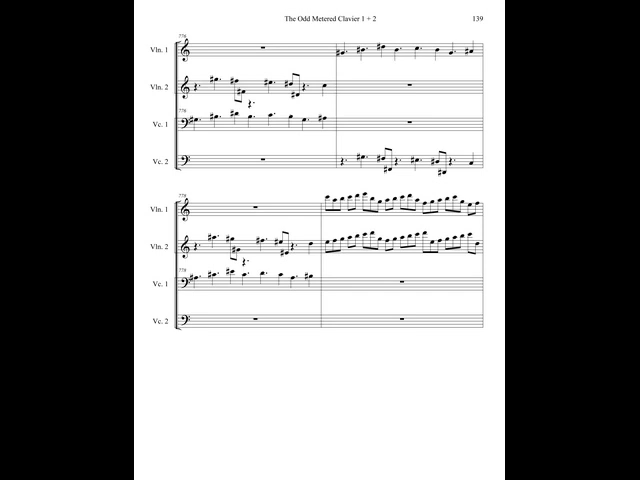 The Odd Metered Clavier 1 + 2
139
776
Vln. 1
Vln. 2
776
Vc. 1
Vc. 2
778
Vln. 1
Vln. 2
778
Vc. 1
Vc. 2